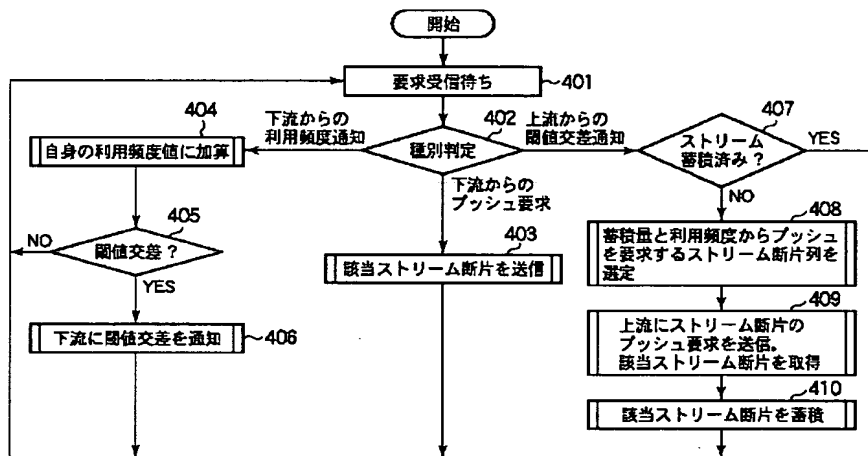 開始
要求受信待ち
401
下流からの
利用頻度通知
402
種別判定
上流からの
閾値交差通知
下流からの
プッシュ要求
404
自身の利用頻度値に加算
405
閾値交差?
NO
YES
下流に閾値交差を通知
406
403
該当ストリーム断片を送信
407
ストリーム
蓄積済み?
YES
NO
408
蓄積量と利用頻度からプッシュ
を要求するストリーム断片列を
選定
409
上流にストリーム断片の
プッシュ要求を送信。
該当ストリーム断片を取得
410
該当ストリーム断片を蓄積